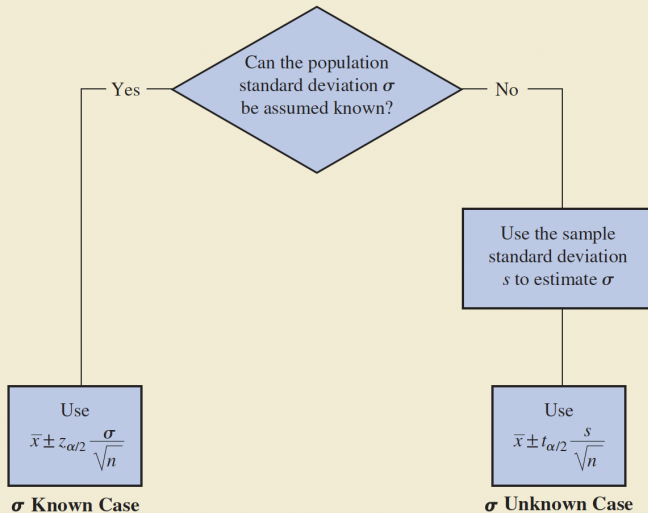 Can the population
standard deviation σ
be assumed known?
Yes
No
Use the sample
standard deviation
s to estimate σ
Use
x̄ ± z_{α/2} σ/√n
σ Known Case
Use
x̄ ± t_{α/2} s/√n
σ Unknown Case